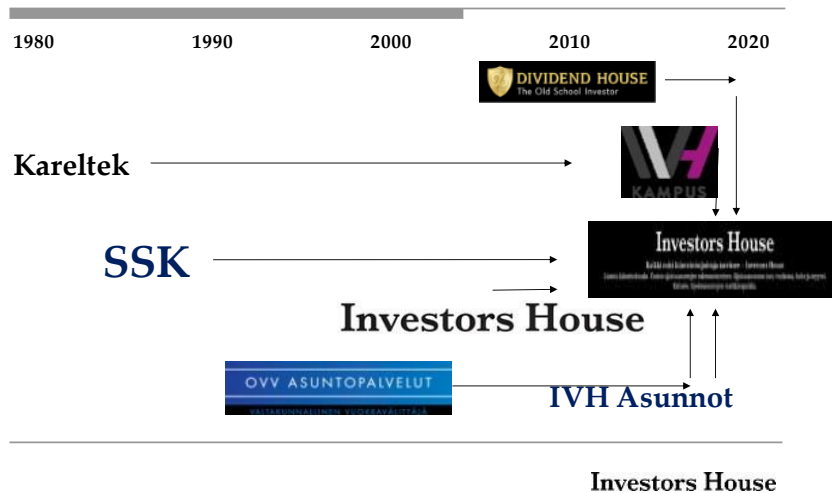 1980 1990 2000 2010 2020
DIVIDEND HOUSE
The Old School Investor
Kareltek
IVH
KAMPUS
SSK
Investors House
Investors House
OVV ASUNTOPALVELUT
VALTAKUNNALLINEN VUOKRAVÄLITTÄJÄ
IVH Asunnot
Investors House